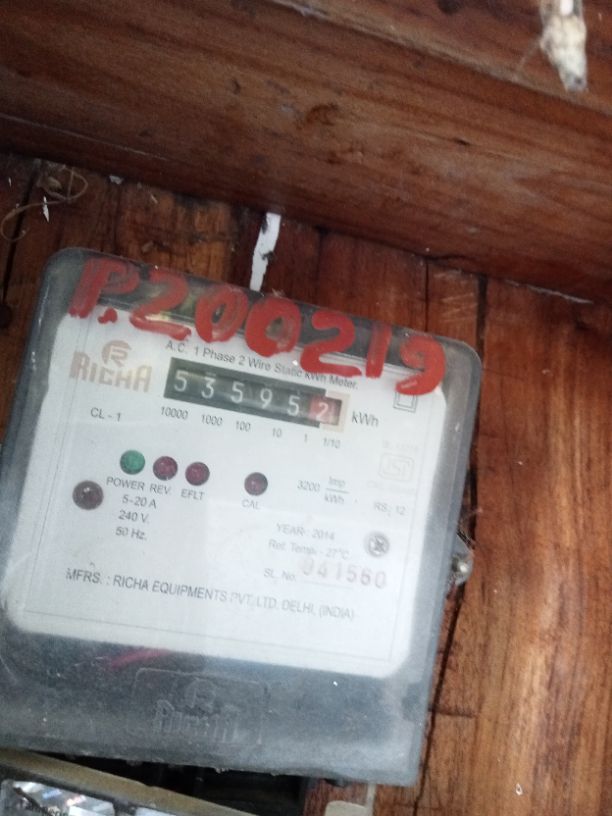 P.200219
RICHA
A.C. 1 Phase 2 Wire Static kWh Meter.
535952 kWh
CL - 1
10000 1000 100 10 1 1/10
POWER REV. EFLT CAL
3200 Imp/kWh
5-20 A
240 V.
50 Hz.
RS: 12
YEAR- 2014
Ref. Temp.- 27°C
SL. No. 041560
MFRS. : RICHA EQUIPMENTS PVT. LTD. DELHI, (INDIA)
RICHA